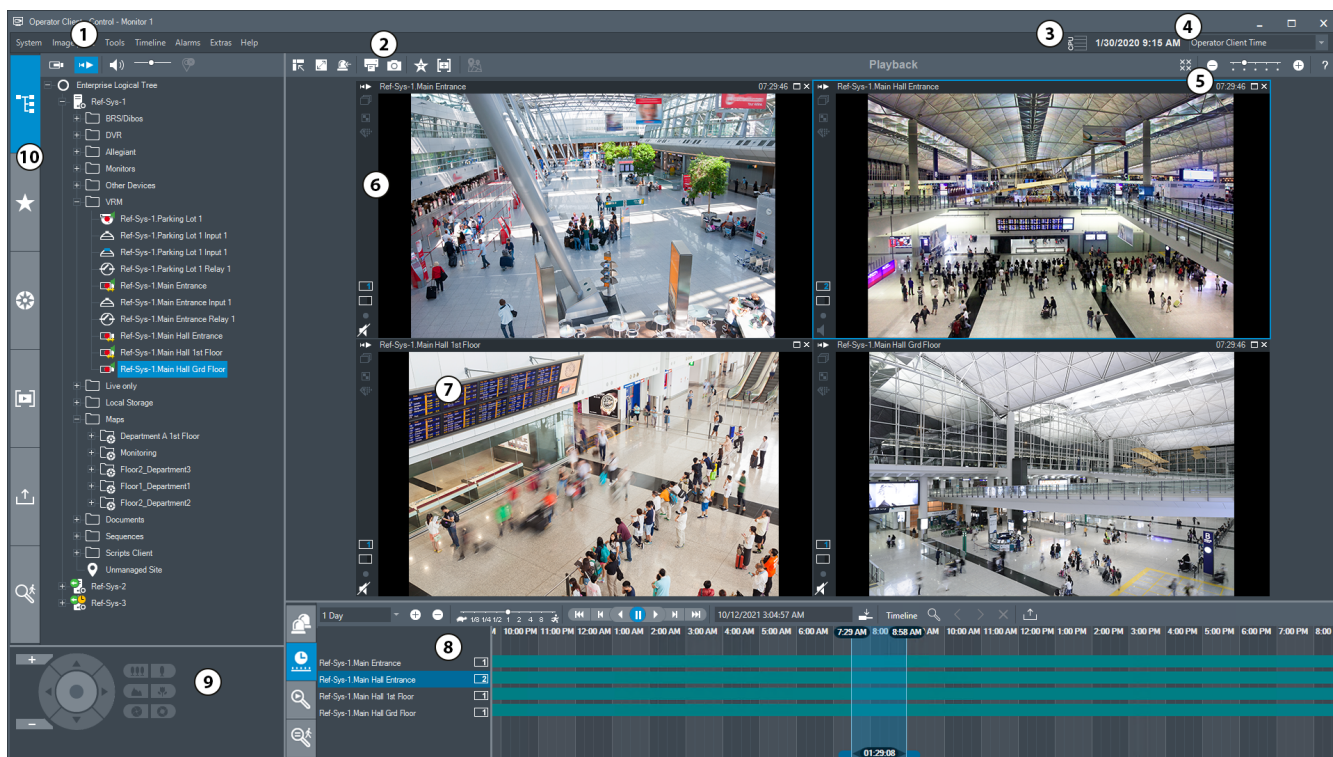 Operator Client - Control - Monitor 1
1
2
3
4
System Image Tools Timeline Alarms Extras Help
CPU
1/30/2020 9:15 AM
Operator Client Time
Playback
5
?
Enterprise Logical Tree
Ref-Sys-1
BRS/Dibos
DVR
Allegiant
Monitors
Other Devices
VRM
Ref-Sys-1.Parking Lot 1
Ref-Sys-1.Parking Lot 1 Input 1
Ref-Sys-1.Parking Lot 1 Input 1
Ref-Sys-1.Parking Lot 1 Relay 1
Ref-Sys-1.Main Entrance
Ref-Sys-1.Main Entrance Input 1
Ref-Sys-1.Main Entrance Relay 1
Ref-Sys-1.Main Hall Entrance
Ref-Sys-1.Main Hall 1st Floor
Ref-Sys-1.Main Hall Grd Floor
Live only
Local Storage
Maps
Department A 1st Floor
Monitoring
Floor2_Department3
Floor1_Department1
Floor2_Department2
Documents
Sequences
Scripts Client
Unmanaged Site
Ref-Sys-2
Ref-Sys-3
10
Ref-Sys-1.Main Entrance 07:29:46
6
1
Ref-Sys-1.Main Hall Entrance 07:29:46
2
Ref-Sys-1.Main Hall 1st Floor
7
1
Ref-Sys-1.Main Hall Grd Floor 07:29:46
B
1
1 Day
1/8 1/4 1/2 1 2 4 8
10/12/2021 3:04:57 AM
Timeline
8
4 10:00 PM 11:00 PM 12:00 AM 1:00 AM 2:00 AM 3:00 AM 4:00 AM 5:00 AM 6:00 AM 7:29 AM 8:00 8:58 AM AM 10:00 AM 11:00 AM 12:00 PM 1:00 PM 2:00 PM 3:00 PM 4:00 PM 5:00 PM 6:00 PM 7:00 PM 8:00
Ref-Sys-1.Main Entrance 1
Ref-Sys-1.Main Hall Entrance 2
Ref-Sys-1.Main Hall 1st Floor 1
Ref-Sys-1.Main Hall Grd Floor 1
01:29:08
9